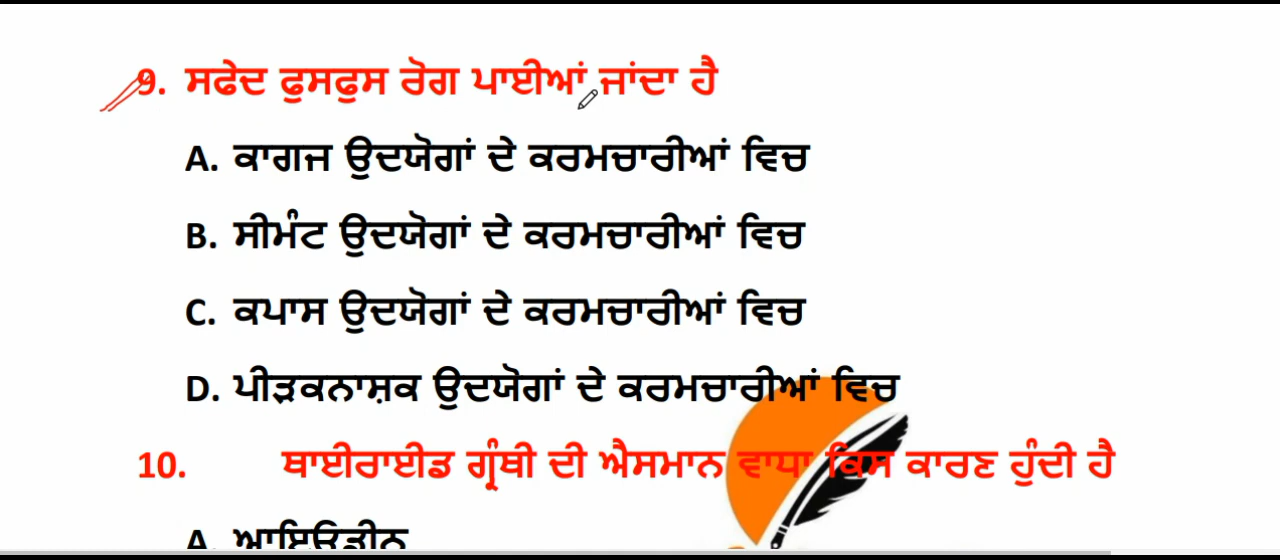 9. ਸਫੇਦ ਫੁਸਫੁਸ ਰੋਗ ਪਾਈਆਂ ਜਾਂਦਾ ਹੈ
A. ਕਾਗਜ ਉਦਯੋਗਾਂ ਦੇ ਕਰਮਚਾਰੀਆਂ ਵਿਚ
B. ਸੀਮੰਟ ਉਦਯੋਗਾਂ ਦੇ ਕਰਮਚਾਰੀਆਂ ਵਿਚ
C. ਕਪਾਸ ਉਦਯੋਗਾਂ ਦੇ ਕਰਮਚਾਰੀਆਂ ਵਿਚ
D. ਪੀੜਕਨਾਸ਼ਕ ਉਦਯੋਗਾਂ ਦੇ ਕਰਮਚਾਰੀਆਂ ਵਿਚ
10. ਥਾਈਰਾਈਡ ਗ੍ਰੰਥੀ ਦੀ ਐਸਮਾਨ ਵਾਧਾ ਕਿਸ ਕਾਰਣ ਹੁੰਦੀ ਹੈ
A. ਆਇਓਡੀਨ